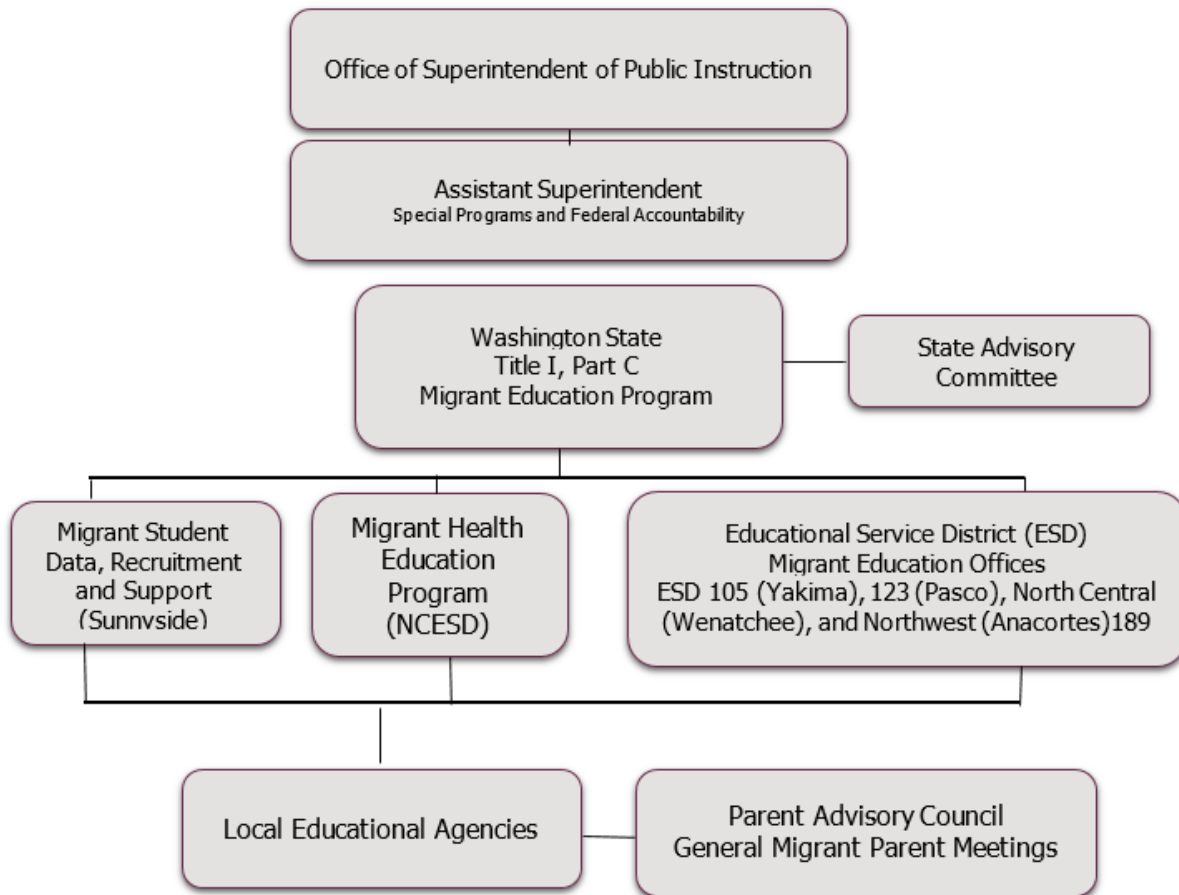 Office of Superintendent of Public Instruction
Assistant Superintendent
Special Programs and Federal Accountability
Washington State
Title I, Part C
Migrant Education Program
State Advisory
Committee
Migrant Student
Data, Recruitment
and Support
(Sunnyside)
Migrant Health
Education
Program
(NCESD)
Educational Service District (ESD)
Migrant Education Offices
ESD 105 (Yakima), 123 (Pasco), North Central
(Wenatchee), and Northwest (Anacortes)189
Local Educational Agencies
Parent Advisory Council
General Migrant Parent Meetings